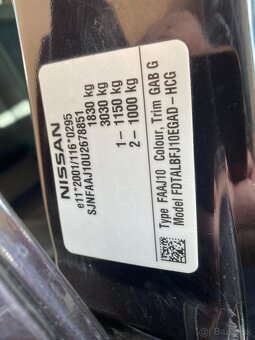 NISSAN
e11*2001/116*0295
SJNFAAJ10U2678851
1830 kg
3030 kg
1- 1150 kg
2- 1000 kg
Type FAAJ10 Colour, Trim GAB G
Model FDTALBFJ10EGAD-HCG